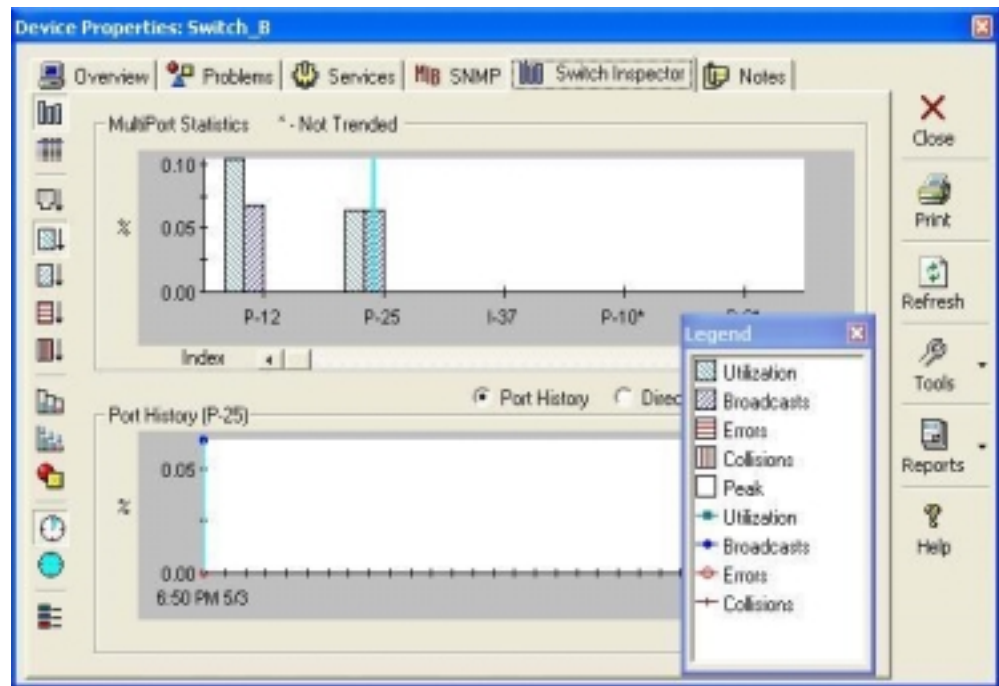 Device Properties: Switch_B
Overview Problems Services MIB SNMP Switch Inspector Notes
Close
Print
Refresh
Tools
Reports
Help
MultiPort Statistics * - Not Trended
0.10
%
0.05
0.00
P-12 P-25 I-37 P-10*
Index
Port History Direc
Port History (P-25)
0.05
%
0.00
6:50 PM 5/3
Legend
Utilization
Broadcasts
Errors
Collisions
Peak
Utilization
Broadcasts
Errors
Collisions